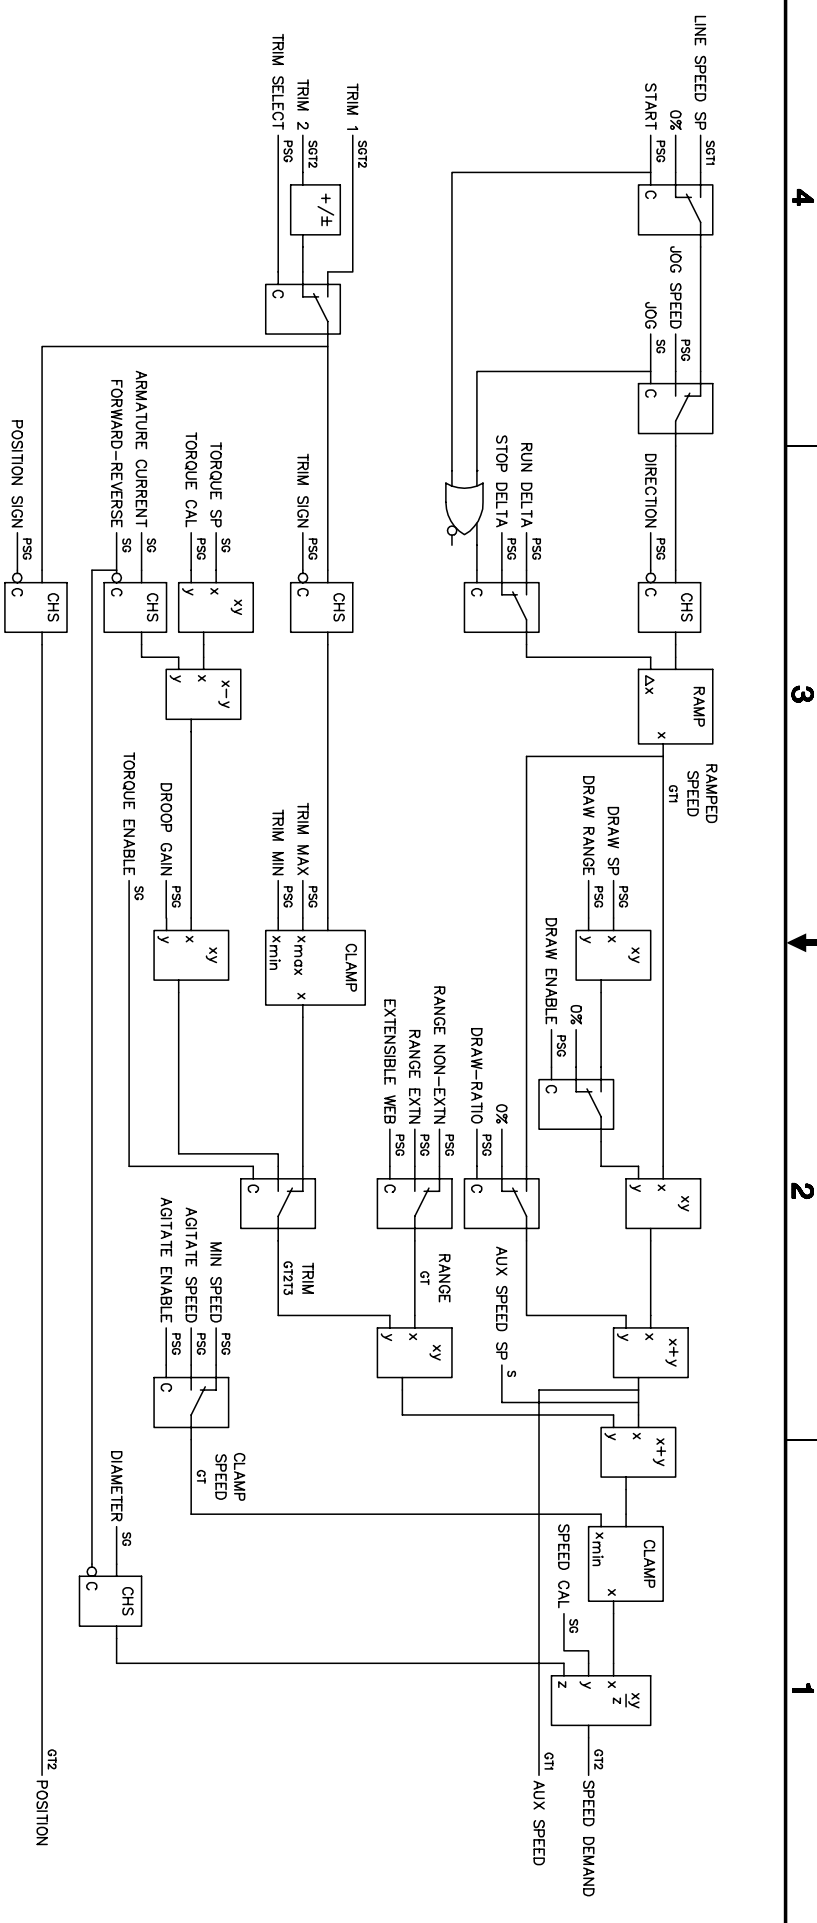 4
3
2
1
LINE SPEED SP
SGT1
0%
START
PSG
C
JOG SPEED
PSG
JOG
SG
C
DIRECTION
PSG
CHS
C
RAMP
Δx
x
RAMPED
SPEED
GT1
RUN DELTA
PSG
STOP DELTA
PSG
C
DRAW SP
PSG
DRAW RANGE
PSG
xy
x
y
0%
DRAW ENABLE
PSG
C
xy
x
y
0%
DRAW-RATIO
PSG
C
x+y
x
y
AUX SPEED SP
S
x+y
x
y
CLAMP
xmin
x
SPEED CAL
SG
xy
z
x
y
z
GT2
SPEED DEMAND
GT1
AUX SPEED
RANGE NON-EXTN
PSG
RANGE EXTN
PSG
EXTENSIBLE WEB
PSG
C
RANGE
GT
xy
x
y
TRIM 1
SGT2
TRIM 2
SGT2
+/±
TRIM SELECT
PSG
C
TRIM SIGN
PSG
CHS
C
TRIM MAX
PSG
TRIM MIN
PSG
CLAMP
xmax
xmin
x
C
TRIM
GT2T3
TORQUE SP
SG
TORQUE CAL
PSG
xy
x
y
ARMATURE CURRENT
SG
FORWARD-REVERSE
SG
CHS
C
x-y
x
y
DROOP GAIN
PSG
xy
x
y
TORQUE ENABLE
SG
MIN SPEED
PSG
AGITATE SPEED
PSG
AGITATE ENABLE
PSG
C
CLAMP
SPEED
GT
DIAMETER
SG
CHS
C
POSITION SIGN
PSG
CHS
C
GT2
POSITION